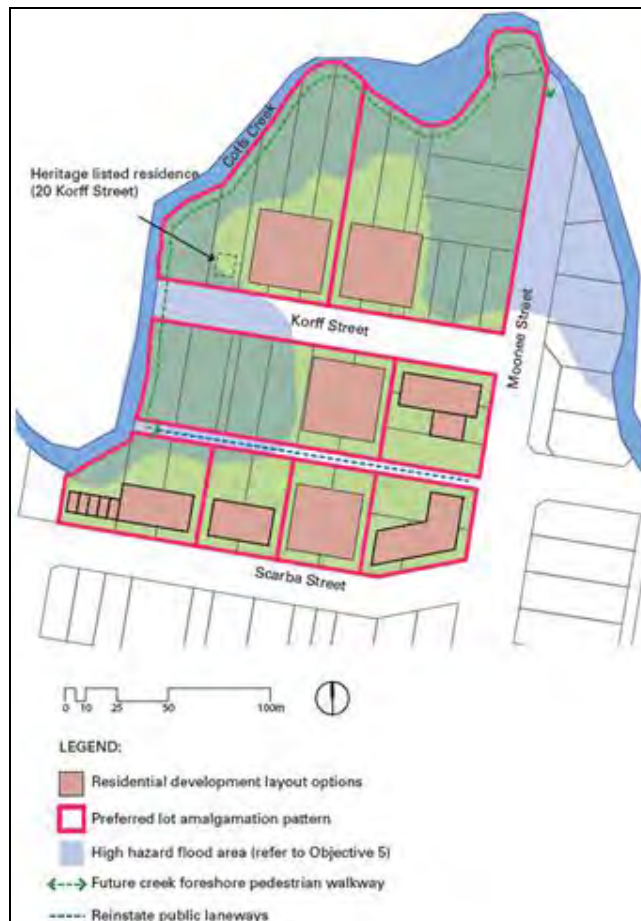 Coffs Creek
Heritage listed residence
(20 Korff Street)
Korff Street
Moonee Street
Scarba Street
0 10 25 50 100m
LEGEND:
Residential development layout options
Preferred lot amalgamation pattern
High hazard flood area (refer to Objective 5)
Future creek foreshore pedestrian walkway
Reinstate public laneways